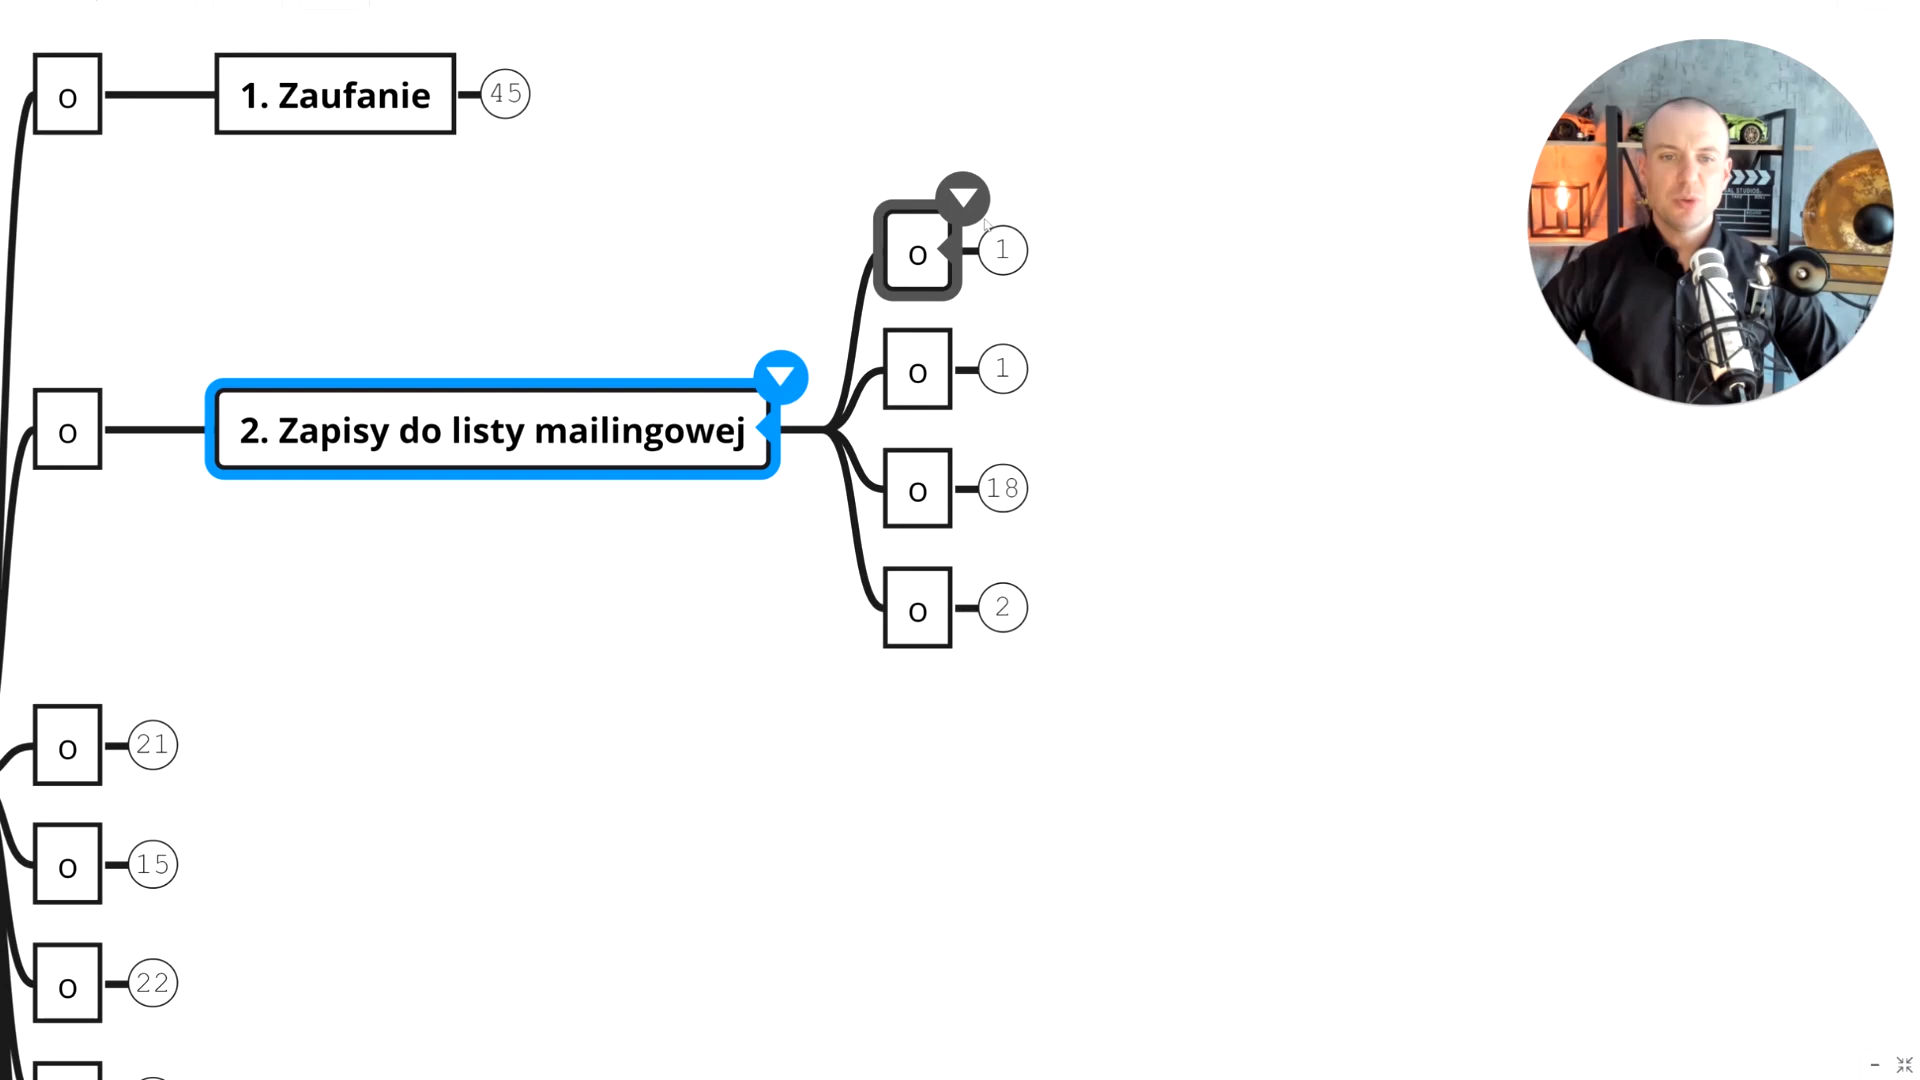 o 1. Zaufanie 45
o 1
o 1
o 2. Zapisy do listy mailingowej
o 18
o 2
o 21
o 15
o 22